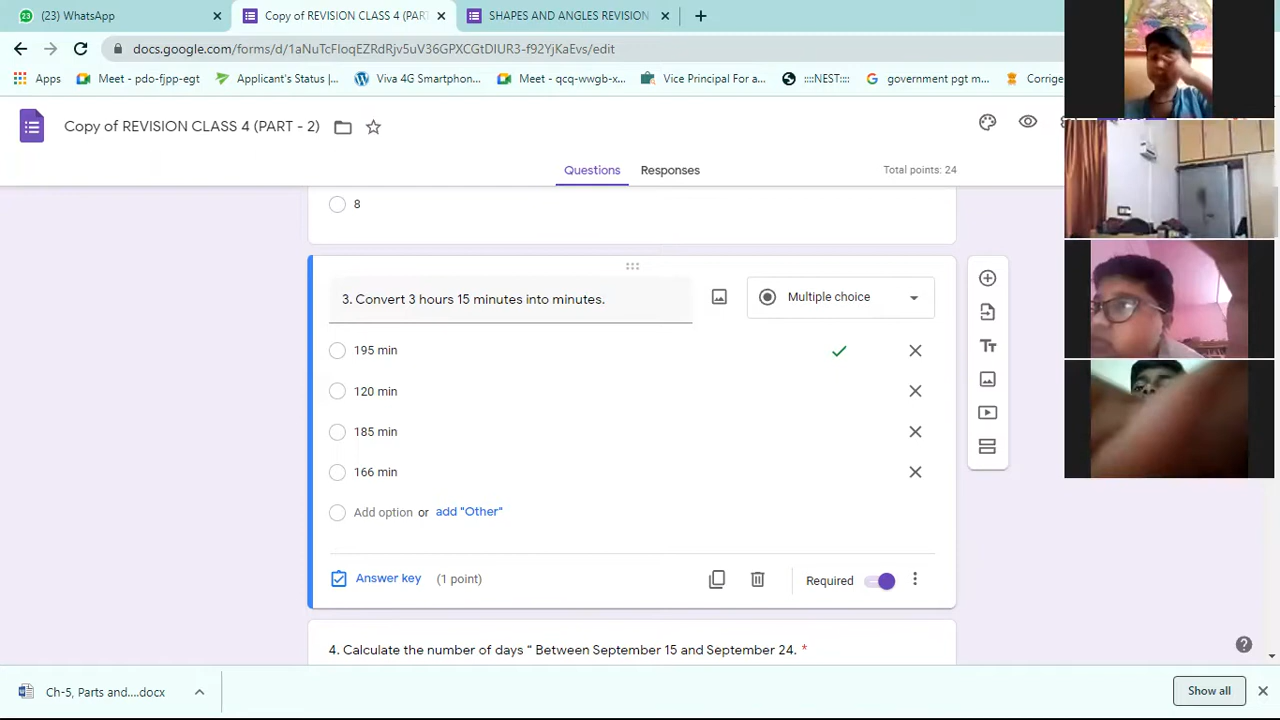 (23) WhatsApp
Copy of REVISION CLASS 4 (PART
SHAPES AND ANGLES REVISION
docs.google.com/forms/d/1aNuTcFIoqEZRdRjv5uVJSGPXCGtDIUR3-f92YjKaEvs/edit
Apps
Meet - pdo-fjpp-egt
Applicant's Status |...
Viva 4G Smartpho...
Meet - qcq-wwgb-x...
Vice Principal For a...
::::NEST::::
government pgt m...
Corrige
Copy of REVISION CLASS 4 (PART - 2)
Questions
Responses
Total points: 24
8
3. Convert 3 hours 15 minutes into minutes.
Multiple choice
195 min
120 min
185 min
166 min
Add option or add "Other"
Answer key (1 point)
Required
4. Calculate the number of days “ Between September 15 and September 24. *
Ch-5, Parts and....docx
Show all